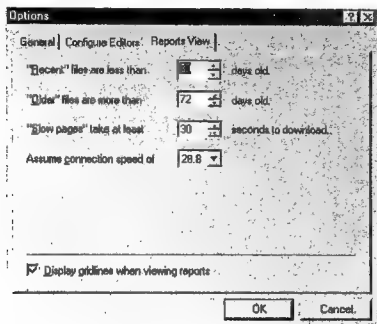 Options
General Configure Editors Reports View
"Recent" files are less than days old.
"Older" files are more than 72 days old.
"Slow pages" take at least 30 seconds to download.
Assume connection speed of 28.8
Display gridlines when viewing reports
OK Cancel